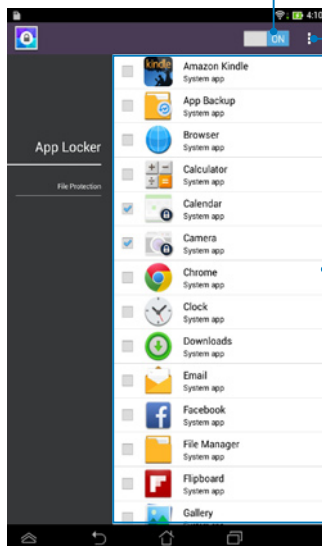 4:10
ON
App Locker
File Protection
kindle
Amazon Kindle
System app
App Backup
System app
Browser
System app
Calculator
System app
Calendar
System app
Camera
System app
Chrome
System app
Clock
System app
Downloads
System app
Email
System app
Facebook
System app
File Manager
System app
Flipboard
System app
Gallery